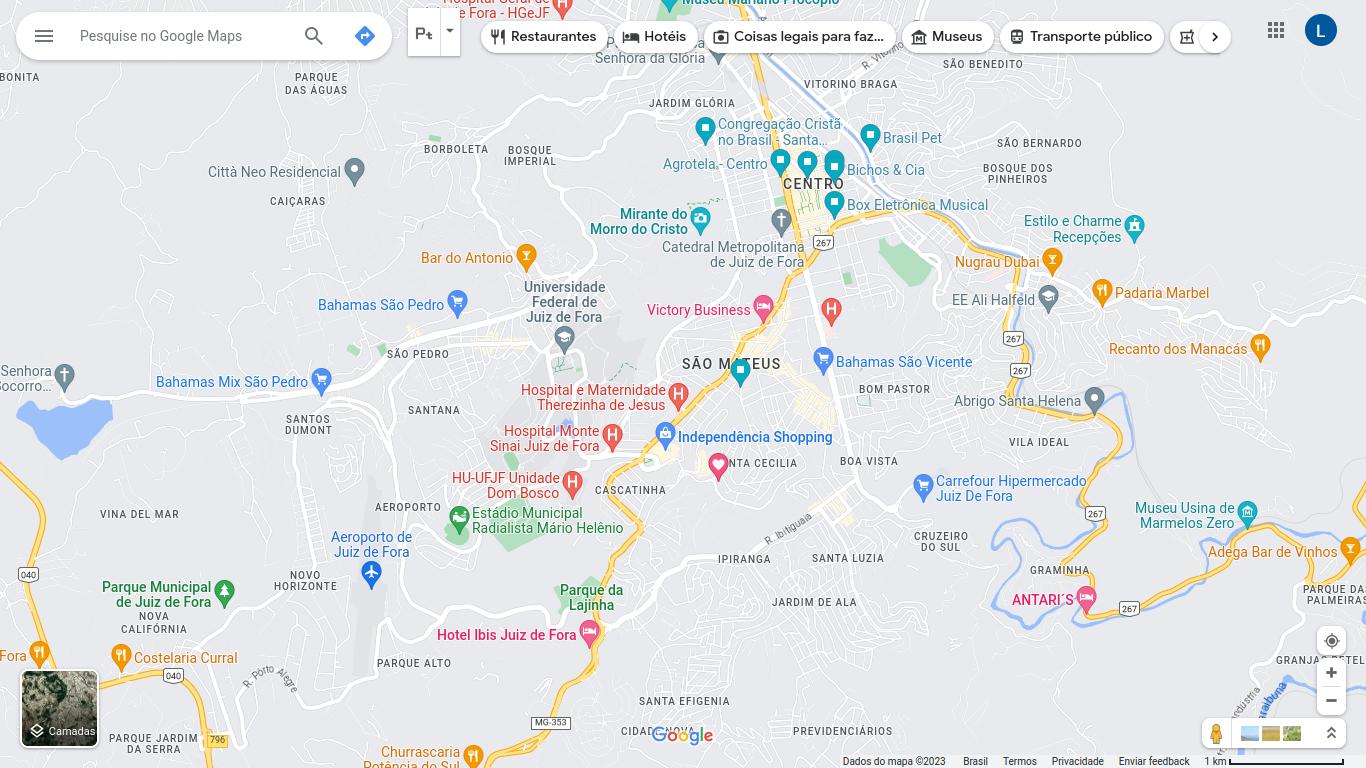 Hospital Geral
de Fora - HGeJF
Museu Mariano Procópio
Pesquise no Google Maps
Restaurantes
Hotéis
Coisas legais para faz...
Museus
Transporte público
L
Senhora da Glória
SÃO BENEDITO
BONITA
PARQUE
DAS ÁGUAS
VITORINO BRAGA
JARDIM GLÓRIA
Congregação Cristã
no Brasil - Santa...
Brasil Pet
SÃO BERNARDO
BORBOLETA
BOSQUE
IMPERIAL
Agrotela - Centro
Bichos & Cia
BOSQUE DOS
PINHEIROS
Città Neo Residencial
CENTRO
CAIÇARAS
Box Eletrônica Musical
Mirante do
Morro do Cristo
Estilo e Charme
Recepções
Catedral Metropolitana
de Juiz de Fora
267
Bar do Antonio
Nugrau Dubai
Universidade
Federal de
Juiz de Fora
Padaria Marbel
Bahamas São Pedro
Victory Business
EE Ali Halfeld
267
Recanto dos Manacás
SÃO PEDRO
SÃO MATEUS
Bahamas São Vicente
267
Senhora
Socorro...
Bahamas Mix São Pedro
Hospital e Maternidade
Therezinha de Jesus
BOM PASTOR
Abrigo Santa Helena
SANTANA
SANTOS
DUMONT
Hospital Monte
Sinai Juiz de Fora
Independência Shopping
VILA IDEAL
NTA CECILIA
BOA VISTA
HU-UFJF Unidade
Dom Bosco
CASCATINHA
Carrefour Hipermercado
Juiz De Fora
AEROPORTO
VINA DEL MAR
Estádio Municipal
Radialista Mário Helênio
R. Ibitiguaia
267
Museu Usina de
Marmelos Zero
Aeroporto de
Juiz de Fora
CRUZEIRO
DO SUL
Adega Bar de Vinhos
IPIRANGA
SANTA LUZIA
040
NOVO
HORIZONTE
GRAMINHA
Parque Municipal
de Juiz de Fora
Parque da
Lajinha
PARQUE DAS
PALMEIRAS
ANTARI´S
JARDIM DE ALA
267
NOVA
CALIFÓRNIA
Hotel Ibis Juiz de Fora
Fora
Costelaria Curral
PARQUE ALTO
040
R. Pôrto Alegre
SANTA EFIGENIA
MG-353
Camadas
PARQUE JARDIM
DA SERRA
796
Google
PREVIDENCIÁRIOS
Churrascaria
Potência do Sul
Dados do mapa ©2023
Brasil
Termos
Privacidade
Enviar feedback
1 km